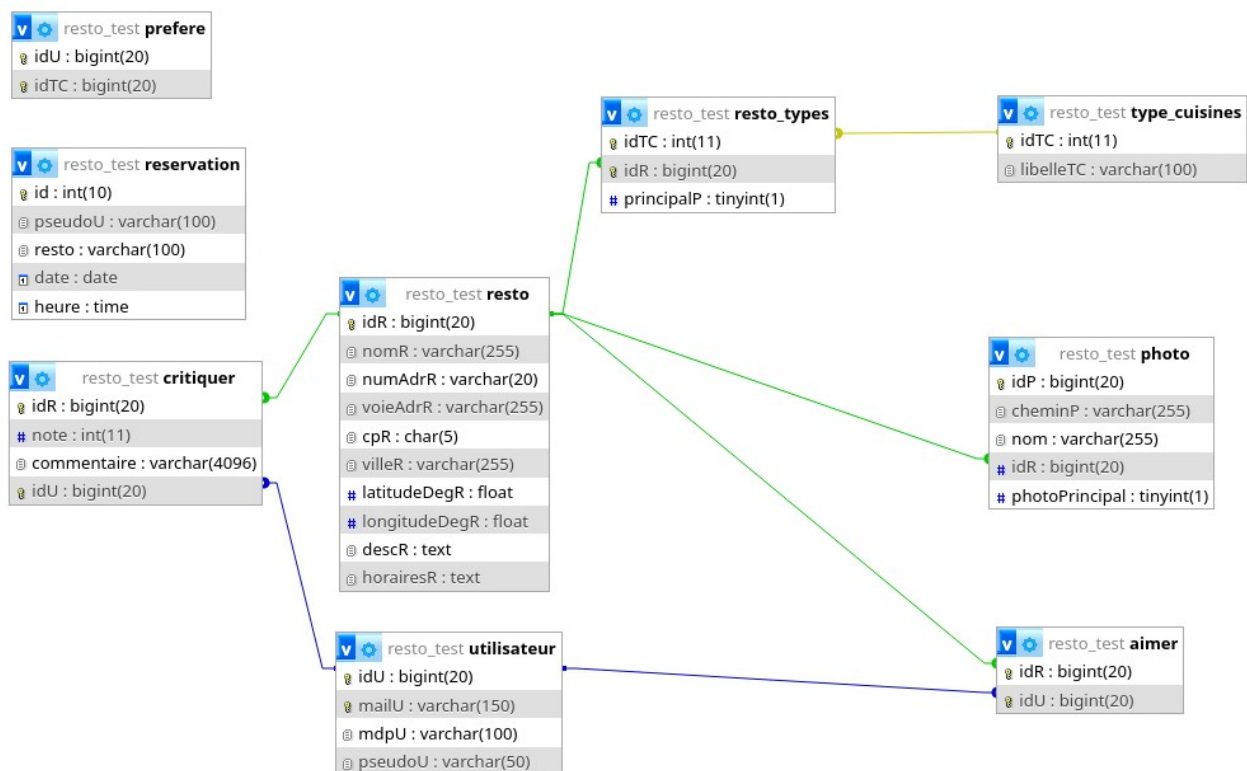 resto_test prefere
idU : bigint(20)
idTC : bigint(20)
resto_test reservation
id : int(10)
pseudoU : varchar(100)
resto : varchar(100)
date : date
heure : time
resto_test critiquer
idR : bigint(20)
note : int(11)
commentaire : varchar(4096)
idU : bigint(20)
resto_test resto
idR : bigint(20)
nomR : varchar(255)
numAdrR : varchar(20)
voieAdrR : varchar(255)
cpR : char(5)
villeR : varchar(255)
latitudeDegR : float
longitudeDegR : float
descR : text
horairesR : text
resto_test utilisateur
idU : bigint(20)
mailU : varchar(150)
mdpU : varchar(100)
pseudoU : varchar(50)
resto_test resto_types
idTC : int(11)
idR : bigint(20)
principalP : tinyint(1)
resto_test type_cuisines
idTC : int(11)
libelleTC : varchar(100)
resto_test photo
idP : bigint(20)
cheminP : varchar(255)
nom : varchar(255)
idR : bigint(20)
photoPrincipal : tinyint(1)
resto_test aimer
idR : bigint(20)
idU : bigint(20)